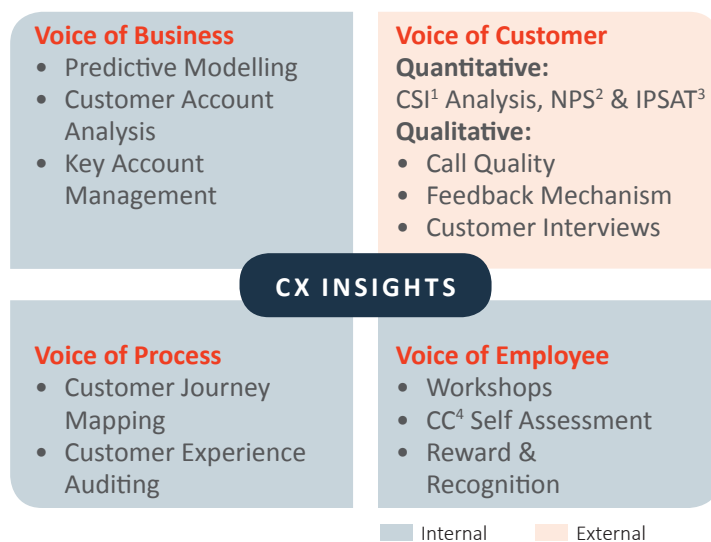 Voice of Business
• Predictive Modelling
• Customer Account
Analysis
• Key Account
Management
Voice of Customer
Quantitative:
CSI¹ Analysis, NPS² & IPSAT³
Qualitative:
• Call Quality
• Feedback Mechanism
• Customer Interviews
CX INSIGHTS
Voice of Process
• Customer Journey
Mapping
• Customer Experience
Auditing
Voice of Employee
• Workshops
• CC⁴ Self Assessment
• Reward &
Recognition
Internal
External